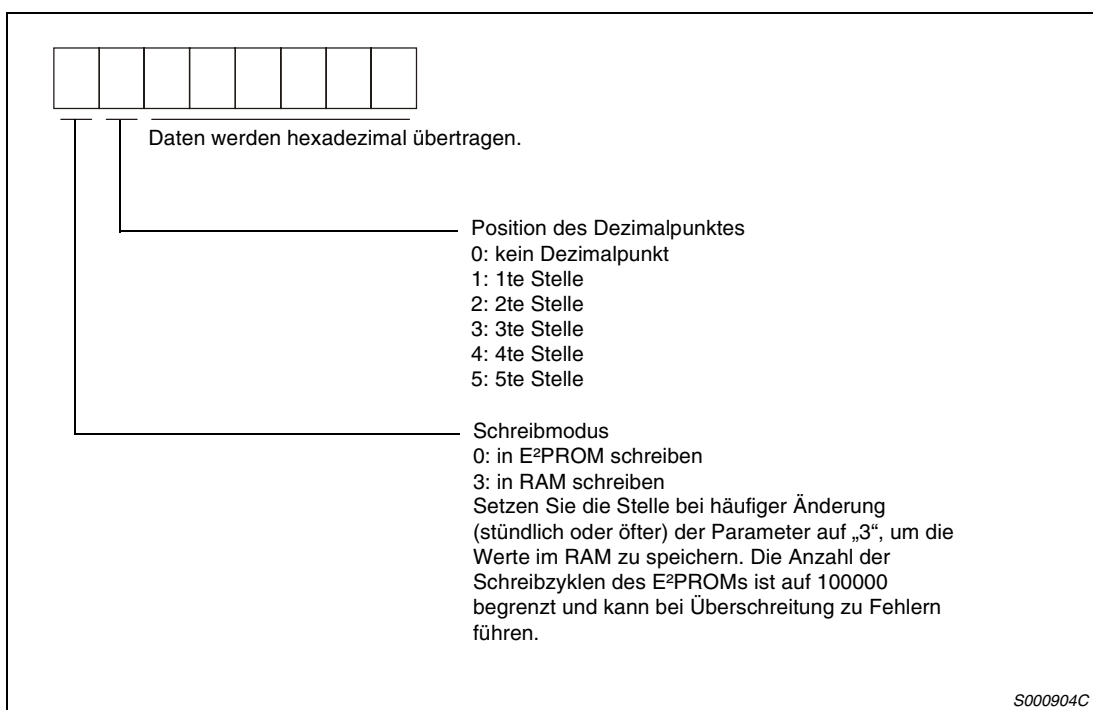 Daten werden hexadezimal übertragen.
Position des Dezimalpunktes
0: kein Dezimalpunkt
1: 1te Stelle
2: 2te Stelle
3: 3te Stelle
4: 4te Stelle
5: 5te Stelle
Schreibmodus
0: in E²PROM schreiben
3: in RAM schreiben
Setzen Sie die Stelle bei häufiger Änderung
(stündlich oder öfter) der Parameter auf „3“, um die
Werte im RAM zu speichern. Die Anzahl der
Schreibzyklen des E²PROMs ist auf 100000
begrenzt und kann bei Überschreitung zu Fehlern
führen.
S000904C